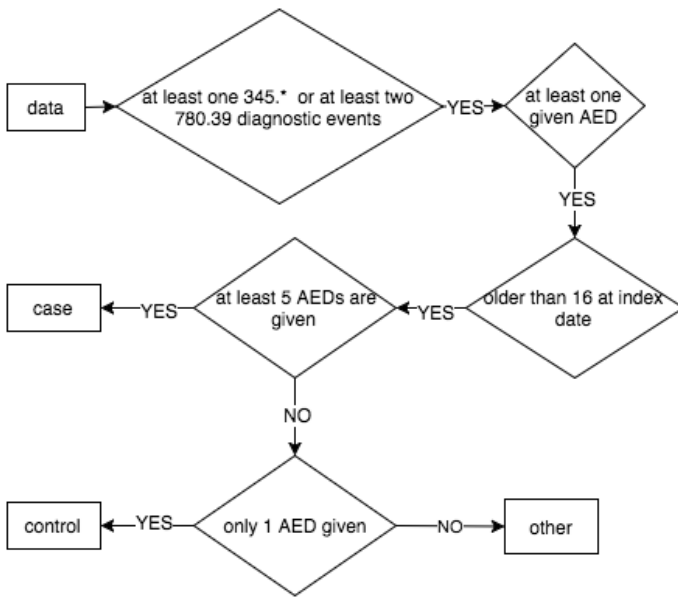 data
at least one 345.*  or at least two
780.39 diagnostic events
YES
at least one
given AED
YES
older than 16 at index
date
YES
at least 5 AEDs are
given
YES
case
NO
only 1 AED given
YES
control
NO
other